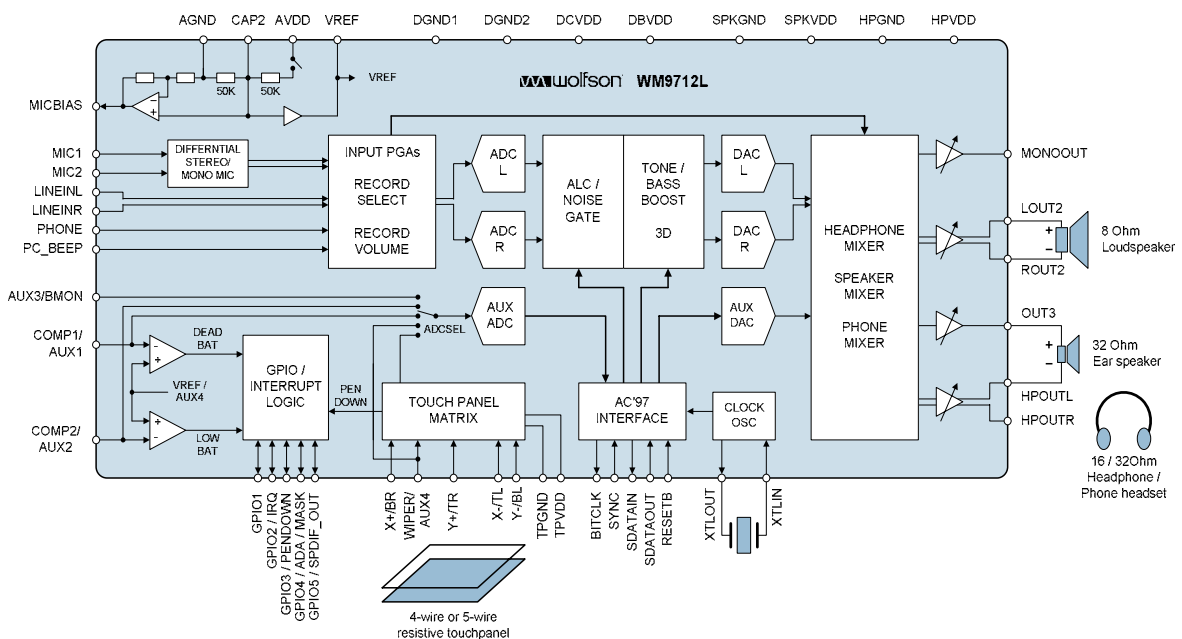 AGND CAP2 AVDD VREF DGND1 DGND2 DCVDD DBVDD SPKGND SPKVDD HPGND HPVDD
VREF
50K 50K
wolfson WM9712L
MICBIAS
MIC1
MIC2
LINEINL
LINEINR
PHONE
PC_BEEP
DIFFERNTIAL
STEREO/
MONO MIC
INPUT PGAs
RECORD
SELECT
RECORD
VOLUME
ADC
L
ADC
R
ALC /
NOISE
GATE
TONE /
BASS
BOOST
3D
DAC
L
DAC
R
HEADPHONE
MIXER
SPEAKER
MIXER
PHONE
MIXER
MONOOUT
LOUT2
+
−
8 Ohm
Loudspeaker
ROUT2
AUX3/BMON
COMP1/
AUX1
DEAD
BAT
−
+
VREF /
AUX4
+
−
LOW
BAT
COMP2/
AUX2
GPIO /
INTERRUPT
LOGIC
PEN
DOWN
ADCSEL
AUX
ADC
AUX
DAC
TOUCH PANEL
MATRIX
AC'97
INTERFACE
CLOCK
OSC
OUT3
+
−
32 Ohm
Ear speaker
HPOUTL
HPOUTR
16 / 32Ohm
Headphone /
Phone headset
GPIO1
GPIO2 / IRQ
GPIO3 / PENDOWN
GPIO4 / ADA / MASK
GPIO5 / SPDIF_OUT
X+/BR
WIPER/
AUX4
Y+/TR
X-/TL
Y-/BL
TPGND
TPVDD
BITCLK
SYNC
SDATAIN
SDATAOUT
RESETB
XTLOUT
XTLIN
4-wire or 5-wire
resistive touchpanel